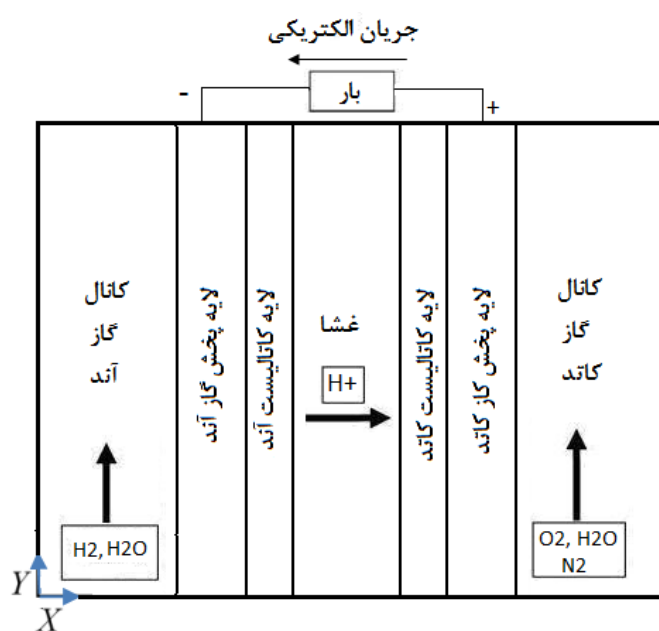 جریان الکتریکی
بار
-
+
کانال
گاز
آند
لایه پخش گاز آند
لایه کاتالیست آند
غشا
H+
لایه کاتالیست کاتد
لایه پخش کاز کاتد
کانال
گاز
کاتد
H2, H2O
O2, H2O
N2
Y
X